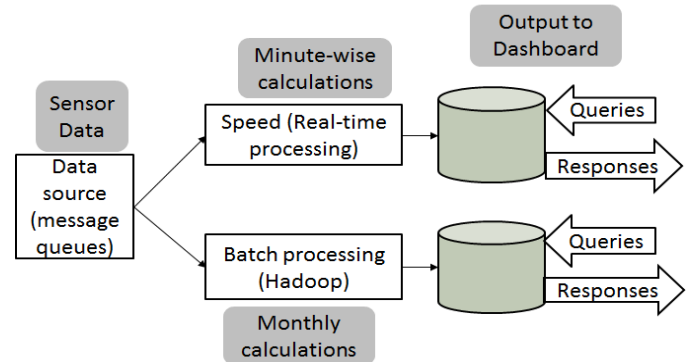 Sensor
Data
Data
source
(message
queues)
Minute-wise
calculations
Speed (Real-time
processing)
Batch processing
(Hadoop)
Monthly
calculations
Output to
Dashboard
Queries
Responses
Queries
Responses